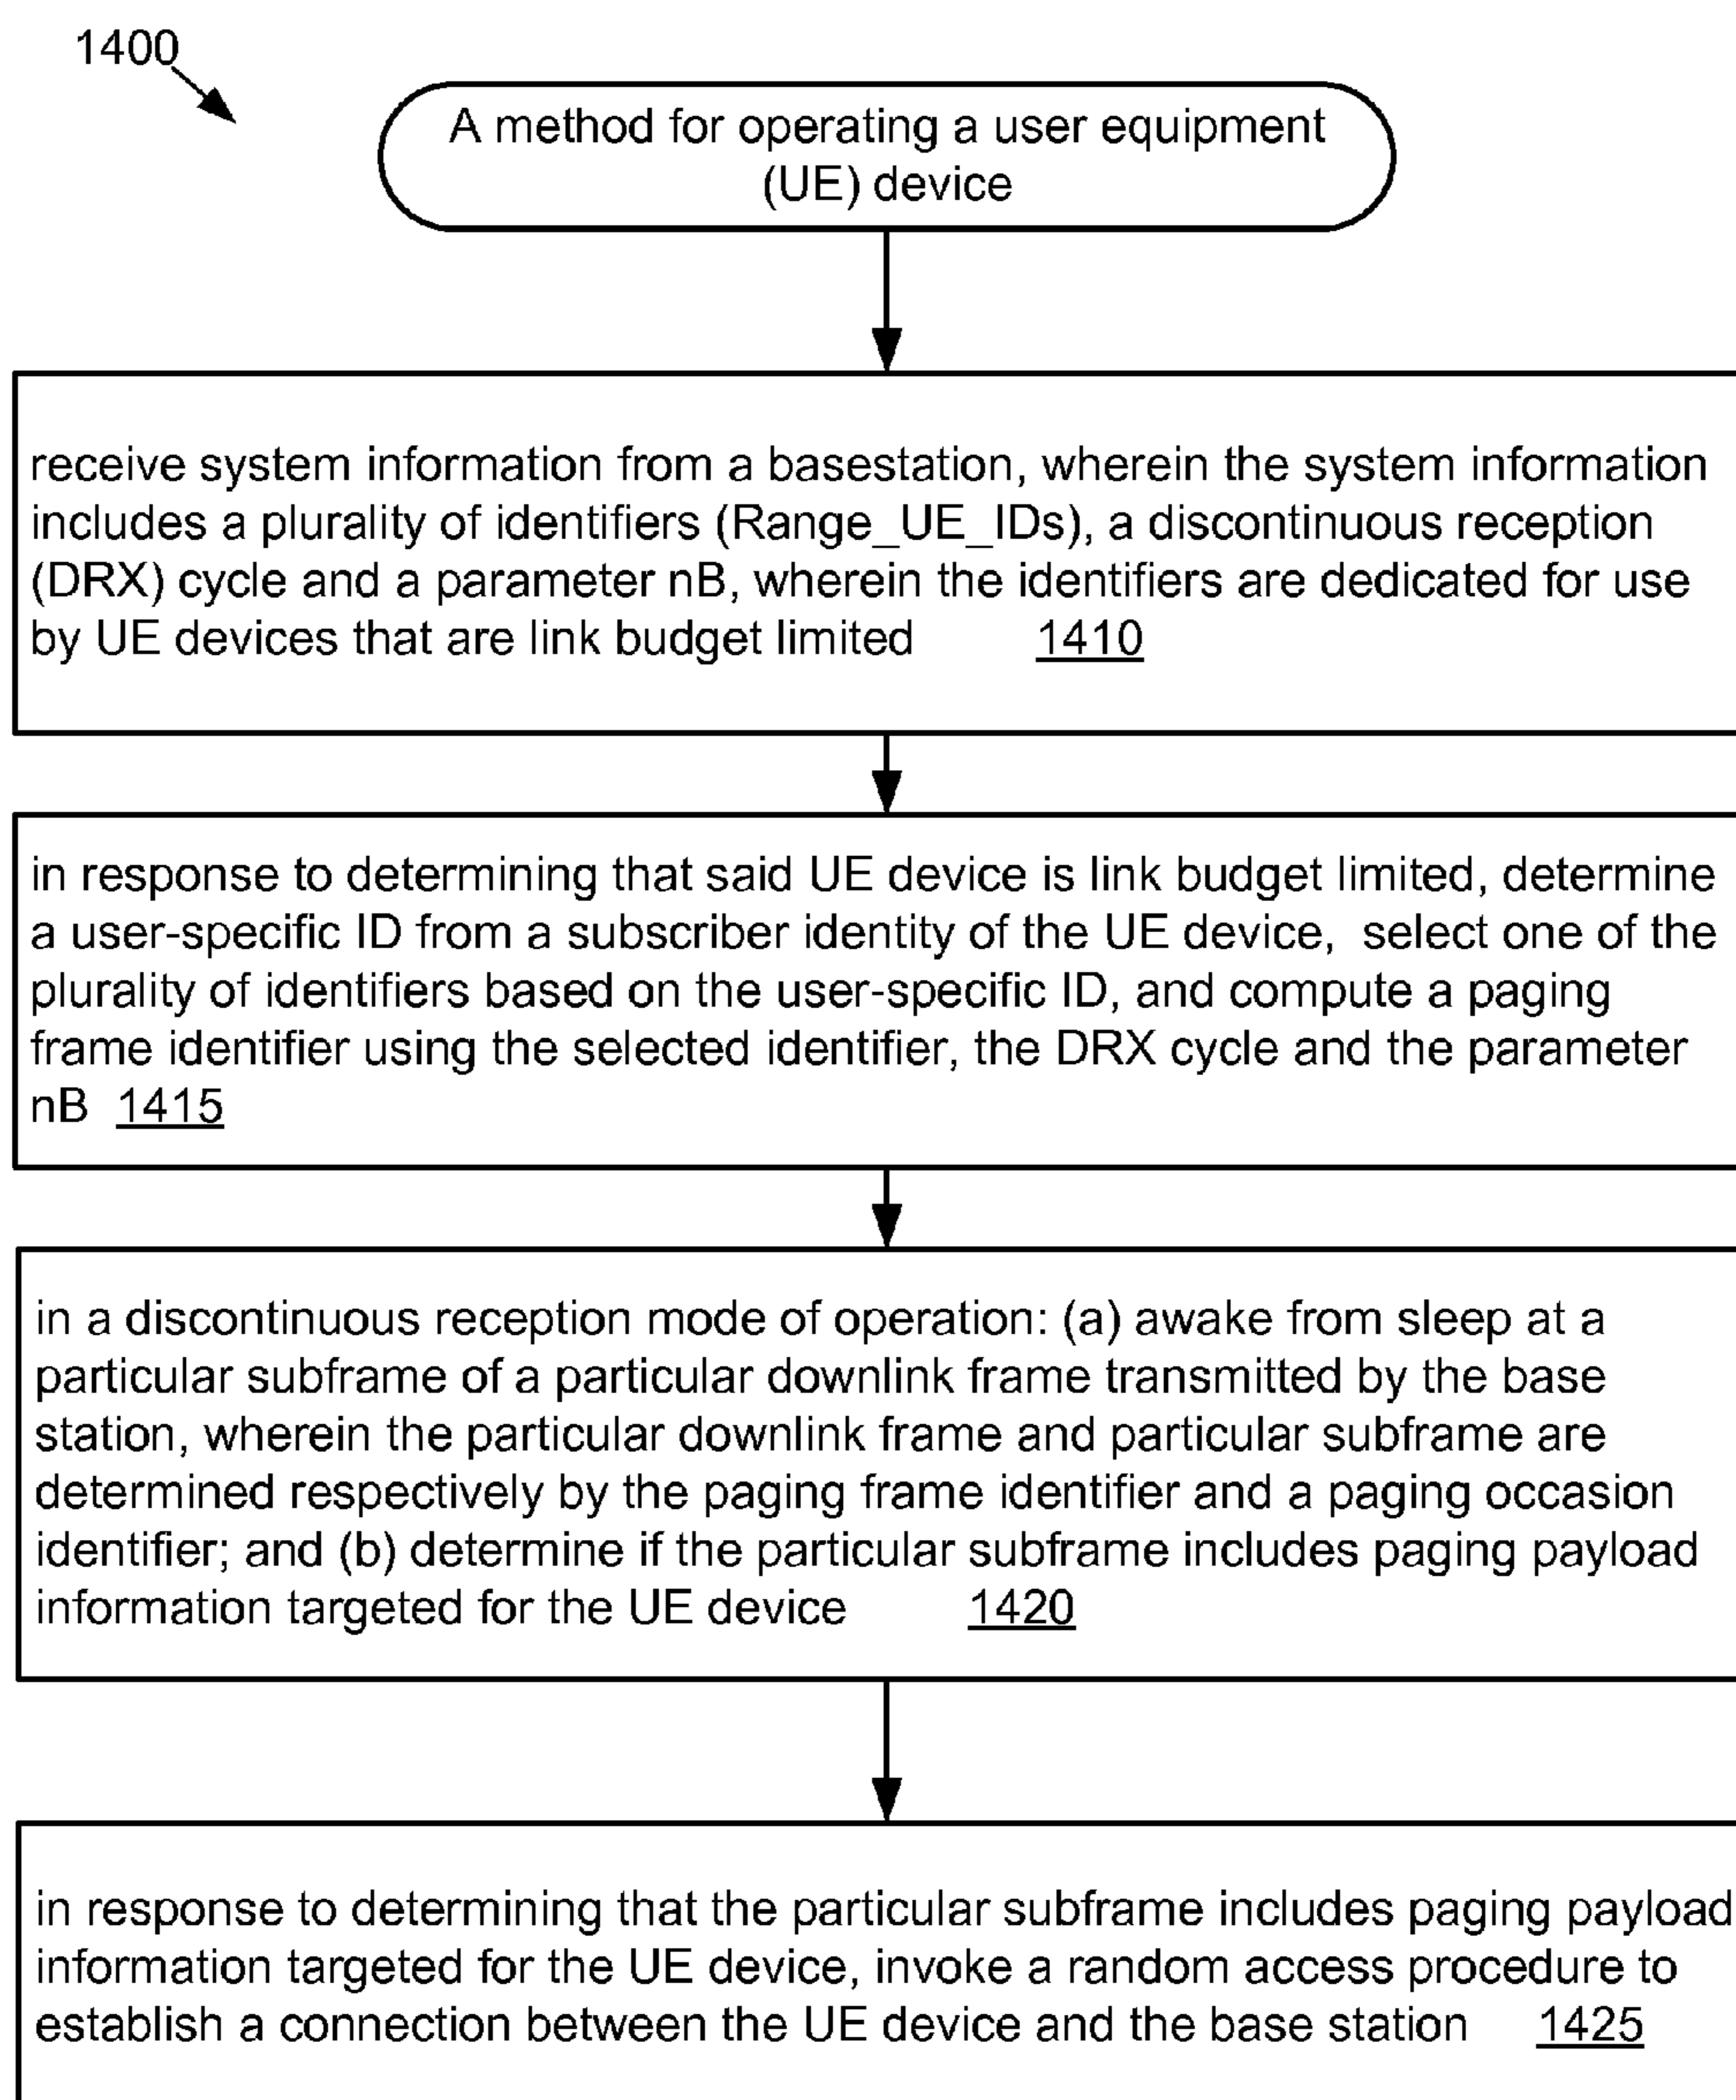 1400
A method for operating a user equipment
(UE) device
receive system information from a basestation, wherein the system information
includes a plurality of identifiers (Range_UE_IDs), a discontinuous reception
(DRX) cycle and a parameter nB, wherein the identifiers are dedicated for use
by UE devices that are link budget limited 1410
in response to determining that said UE device is link budget limited, determine
a user-specific ID from a subscriber identity of the UE device, select one of the
plurality of identifiers based on the user-specific ID, and compute a paging
frame identifier using the selected identifier, the DRX cycle and the parameter
nB 1415
in a discontinuous reception mode of operation: (a) awake from sleep at a
particular subframe of a particular downlink frame transmitted by the base
station, wherein the particular downlink frame and particular subframe are
determined respectively by the paging frame identifier and a paging occasion
identifier; and (b) determine if the particular subframe includes paging payload
information targeted for the UE device 1420
in response to determining that the particular subframe includes paging payload
information targeted for the UE device, invoke a random access procedure to
establish a connection between the UE device and the base station 1425